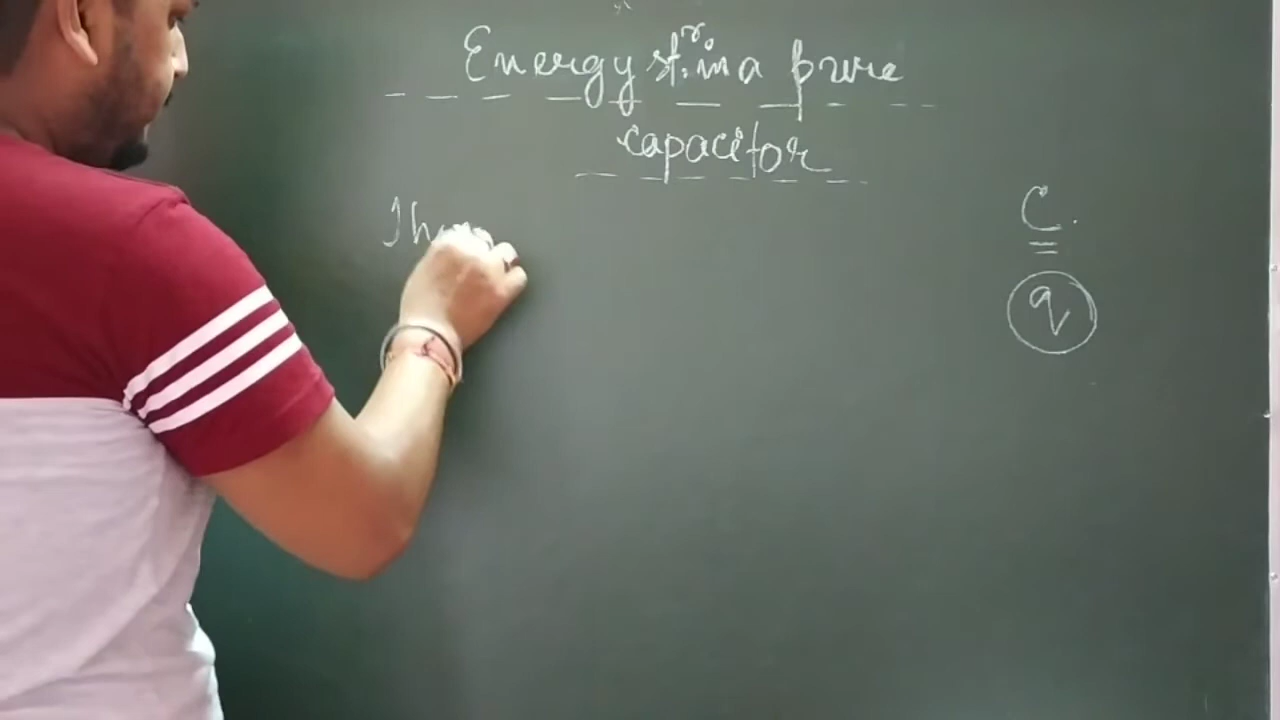 Energy st.r. in a pure
capacitor
C.
q